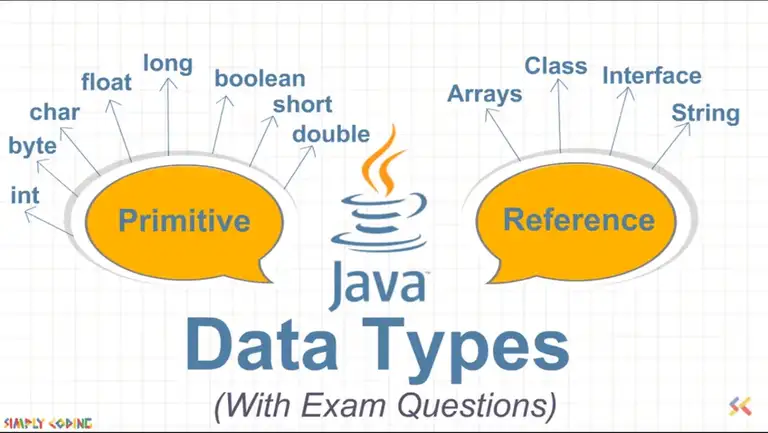 long
float
boolean
char
short
byte
double
int
Primitive
Class
Interface
Arrays
String
Reference
Java™
Data Types
(With Exam Questions)
SIMPLY CODING